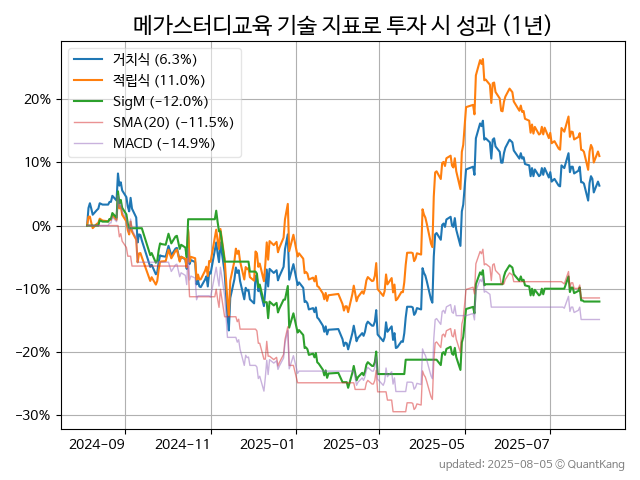 메가스터디교육 기술 지표로 투자 시 성과 (1년)
거치식 (6.3%)
적립식 (11.0%)
SigM (−12.0%)
SMA(20) (−11.5%)
MACD (−14.9%)
20%
10%
0%
−10%
−20%
−30%
2024-09 2024-11 2025-01 2025-03 2025-05 2025-07
updated: 2025-08-05 © QuantKang